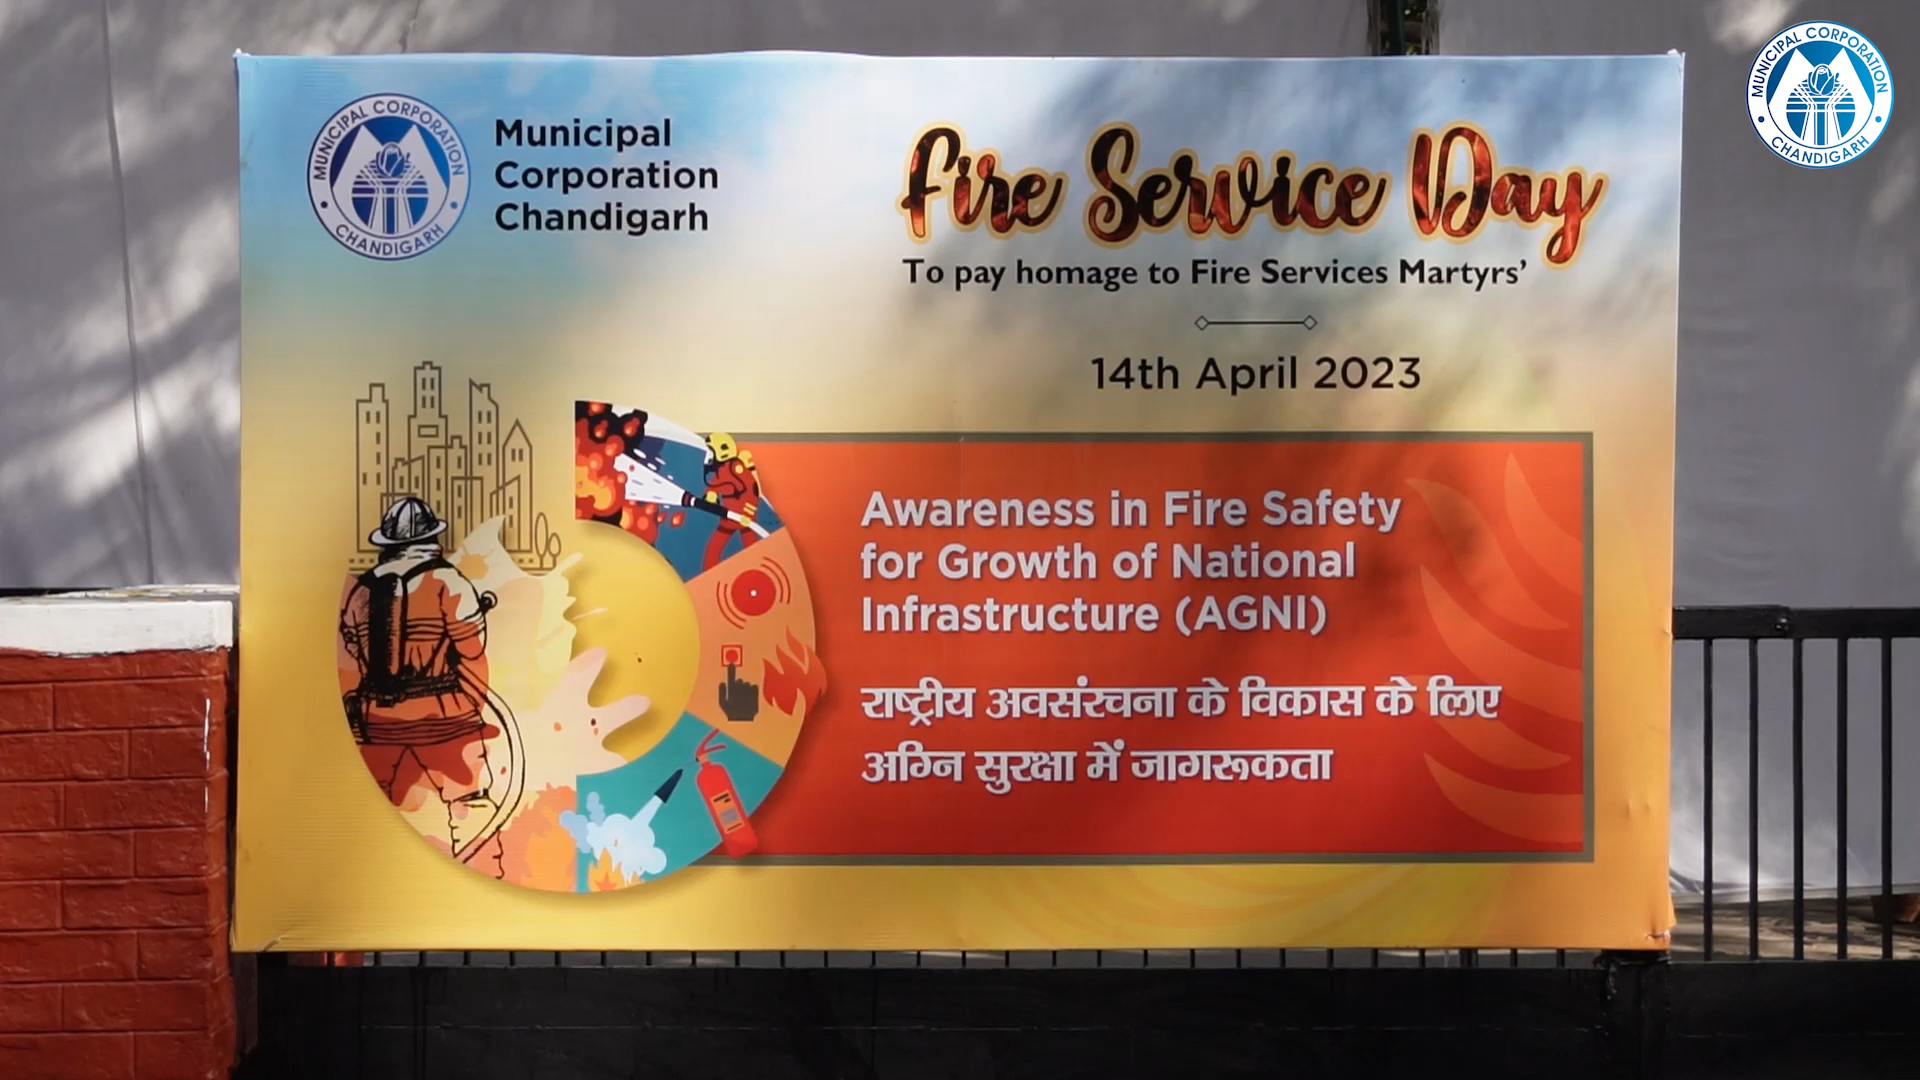 MUNICIPAL CORPORATION
CHANDIGARH
Municipal
Corporation
Chandigarh
Fire Service Day
To pay homage to Fire Services Martyrs’
14th April 2023
Awareness in Fire Safety
for Growth of National
Infrastructure (AGNI)
राष्ट्रीय अवसंरचना के विकास के लिए
अग्नि सुरक्षा में जागरूकता
MUNICIPAL CORPORATION
CHANDIGARH